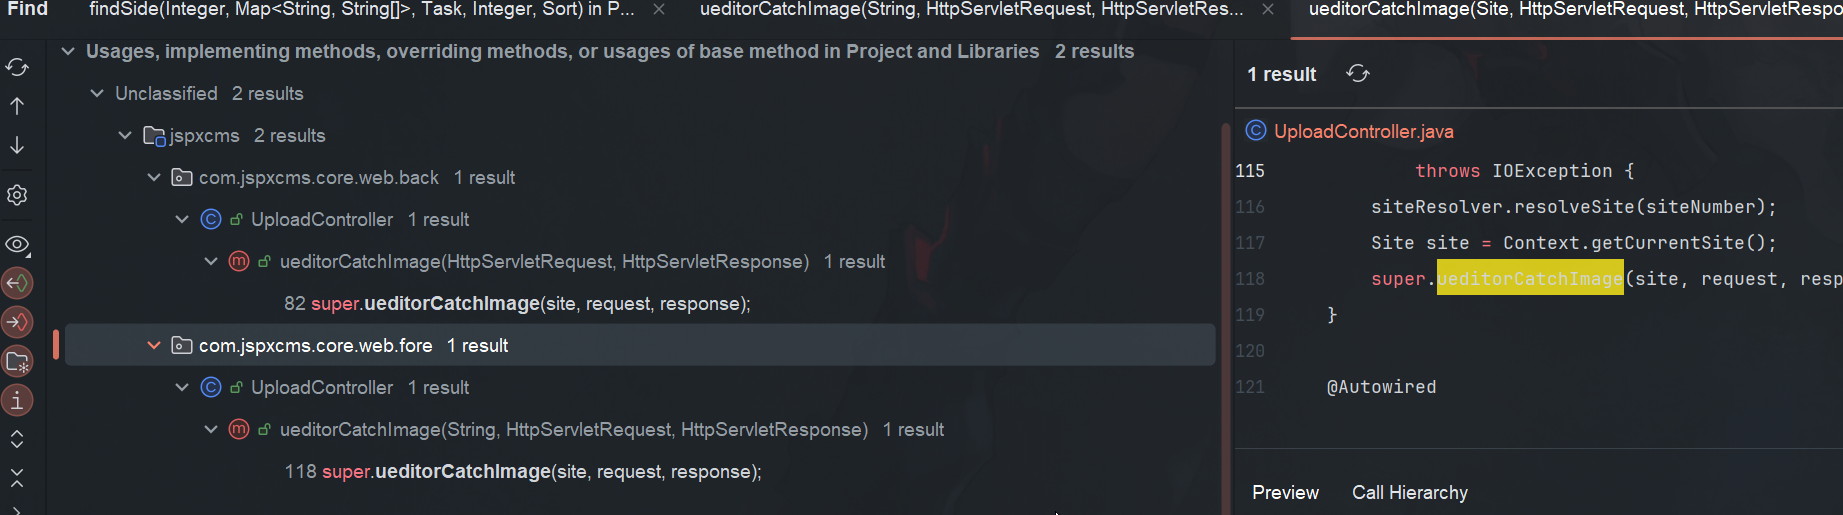 Find findSide(Integer, Map<String, String[]>, Task, Integer, Sort) in P... ueditorCatchImage(String, HttpServletRequest, HttpServletRes... ueditorCatchImage(Site, HttpServletRequest, HttpServletRespo
Usages, implementing methods, overriding methods, or usages of base method in Project and Libraries 2 results
Unclassified 2 results
jspxcms 2 results
com.jspxcms.core.web.back 1 result
UploadController 1 result
ueditorCatchImage(HttpServletRequest, HttpServletResponse) 1 result
82 super.ueditorCatchImage(site, request, response);
com.jspxcms.core.web.fore 1 result
UploadController 1 result
ueditorCatchImage(String, HttpServletRequest, HttpServletResponse) 1 result
118 super.ueditorCatchImage(site, request, response);
1 result
UploadController.java
115 throws IOException {
116 siteResolver.resolveSite(siteNumber);
117 Site site = Context.getCurrentSite();
118 super.ueditorCatchImage(site, request, resp
119 }
120
121 @Autowired
Preview Call Hierarchy